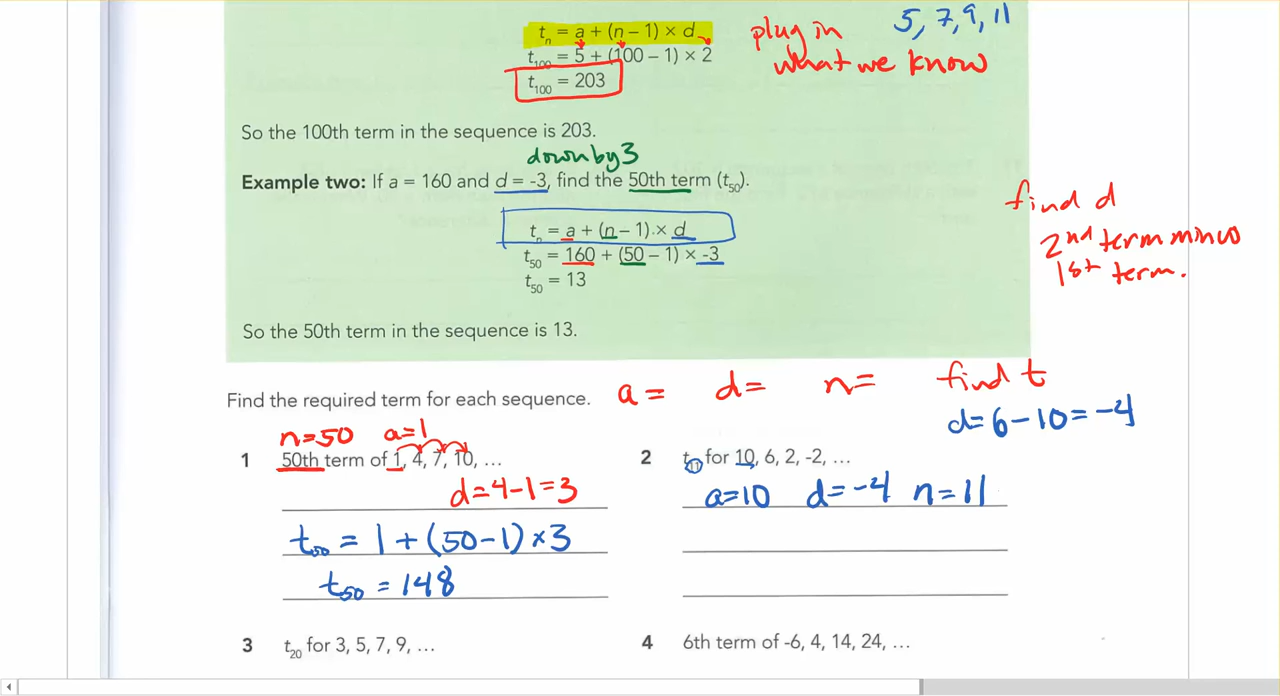 tₙ = a + (n – 1) × d
plug in
5, 7, 9, 11
t₁₀₀ = 5 + (100 – 1) × 2
what we know
t₁₀₀ = 203
So the 100th term in the sequence is 203.
down by 3
Example two: If a = 160 and d = -3, find the 50th term (t₅₀).
find d
tₙ = a + (n – 1) × d
2nd term minus
t₅₀ = 160 + (50 – 1) × -3
1st term.
t₅₀ = 13
So the 50th term in the sequence is 13.
Find the required term for each sequence.
a = d= n= find t
d= 6 – 10 = –4
n=50 a=1
1 50th term of 1, 4, 7, 10, …
2 t₁₁ for 10, 6, 2, -2, …
d=4–1=3
a=10 d=–4 n=11
t₅₀ = 1 + (50–1) × 3
t₅₀ = 148
3 t₂₀ for 3, 5, 7, 9, …
4 6th term of -6, 4, 14, 24, …